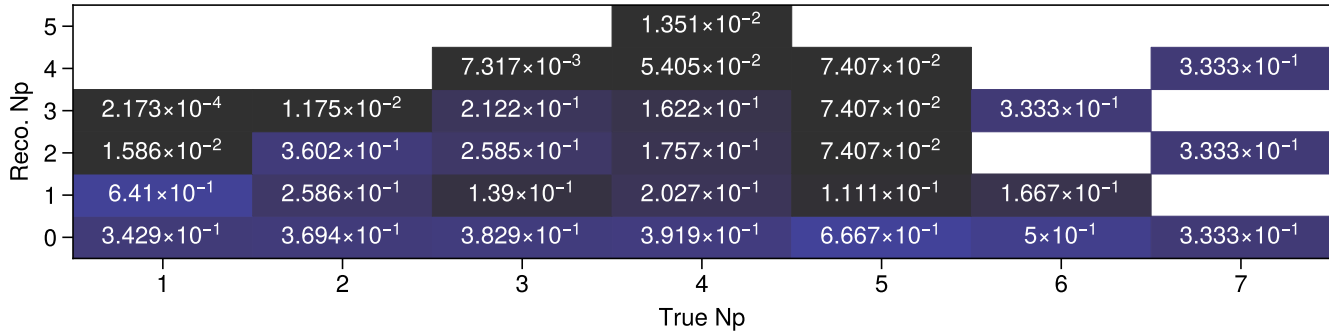 5 1.351×10⁻²
4 7.317×10⁻³ 5.405×10⁻² 7.407×10⁻² 3.333×10⁻¹
3 2.173×10⁻⁴ 1.175×10⁻² 2.122×10⁻¹ 1.622×10⁻¹ 7.407×10⁻² 3.333×10⁻¹
2 1.586×10⁻² 3.602×10⁻¹ 2.585×10⁻¹ 1.757×10⁻¹ 7.407×10⁻² 3.333×10⁻¹
1 6.41×10⁻¹ 2.586×10⁻¹ 1.39×10⁻¹ 2.027×10⁻¹ 1.111×10⁻¹ 1.667×10⁻¹
0 3.429×10⁻¹ 3.694×10⁻¹ 3.829×10⁻¹ 3.919×10⁻¹ 6.667×10⁻¹ 5×10⁻¹ 3.333×10⁻¹
Reco. Np
1 2 3 4 5 6 7
True Np